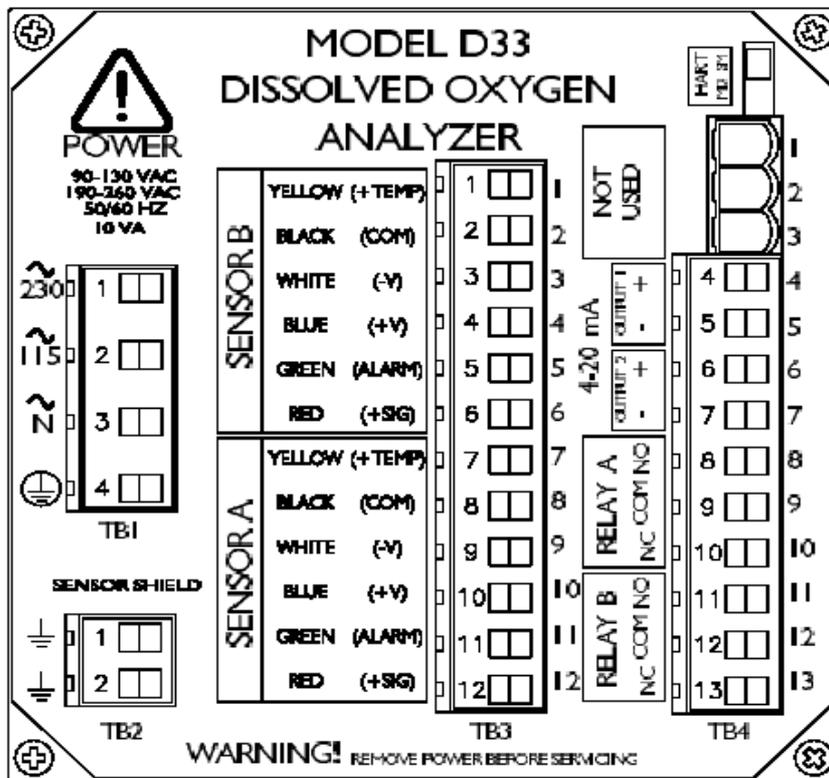 MODEL D33
DISSOLVED OXYGEN
ANALYZER
POWER
90-130 VAC
190-260 VAC
50/60 HZ
10 VA
~
230 1
~
115 2
~
N 3
4
TB1
SENSOR SHIELD
1
2
TB2
SENSOR B
YELLOW (+TEMP) 1 1
BLACK (COM) 2 2
WHITE (-V) 3 3
BLUE (+V) 4 4
GREEN (ALARM) 5 5
RED (+SIG) 6 6
SENSOR A
YELLOW (+TEMP) 7 7
BLACK (COM) 8 8
WHITE (-V) 9 9
BLUE (+V) 10 10
GREEN (ALARM) 11 11
RED (+SIG) 12 12
TB3
HART
NOT
USED
1
2
3
4-20 mA
OUTPUT 1
+ 4 4
- 5 5
OUTPUT 2
+ 6 6
- 7 7
RELAY A
NC COM NO
8 8
9 9
10 10
RELAY B
NC COM NO
11 11
12 12
13 13
TB4
WARNING! REMOVE POWER BEFORE SERVICING